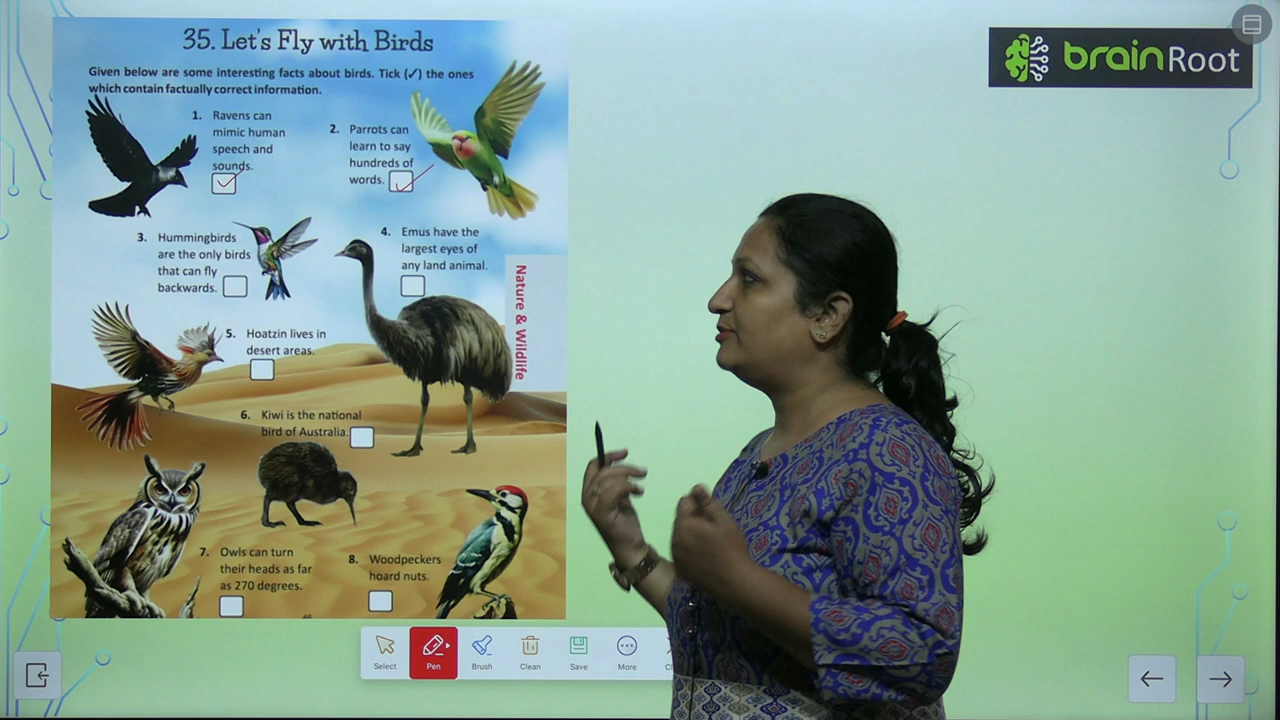 35. Let's Fly with Birds
Given below are some interesting facts about birds. Tick (✓) the ones
which contain factually correct information.
1. Ravens can
mimic human
speech and
sounds.
2. Parrots can
learn to say
hundreds of
words.
3. Hummingbirds
are the only birds
that can fly
backwards.
4. Emus have the
largest eyes of
any land animal.
Nature & Wildlife
5. Hoatzin lives in
desert areas.
6. Kiwi is the national
bird of Australia.
7. Owls can turn
their heads as far
as 270 degrees.
8. Woodpeckers
hoard nuts.
brainRoot
Select
Pen
Brush
Clean
Save
More